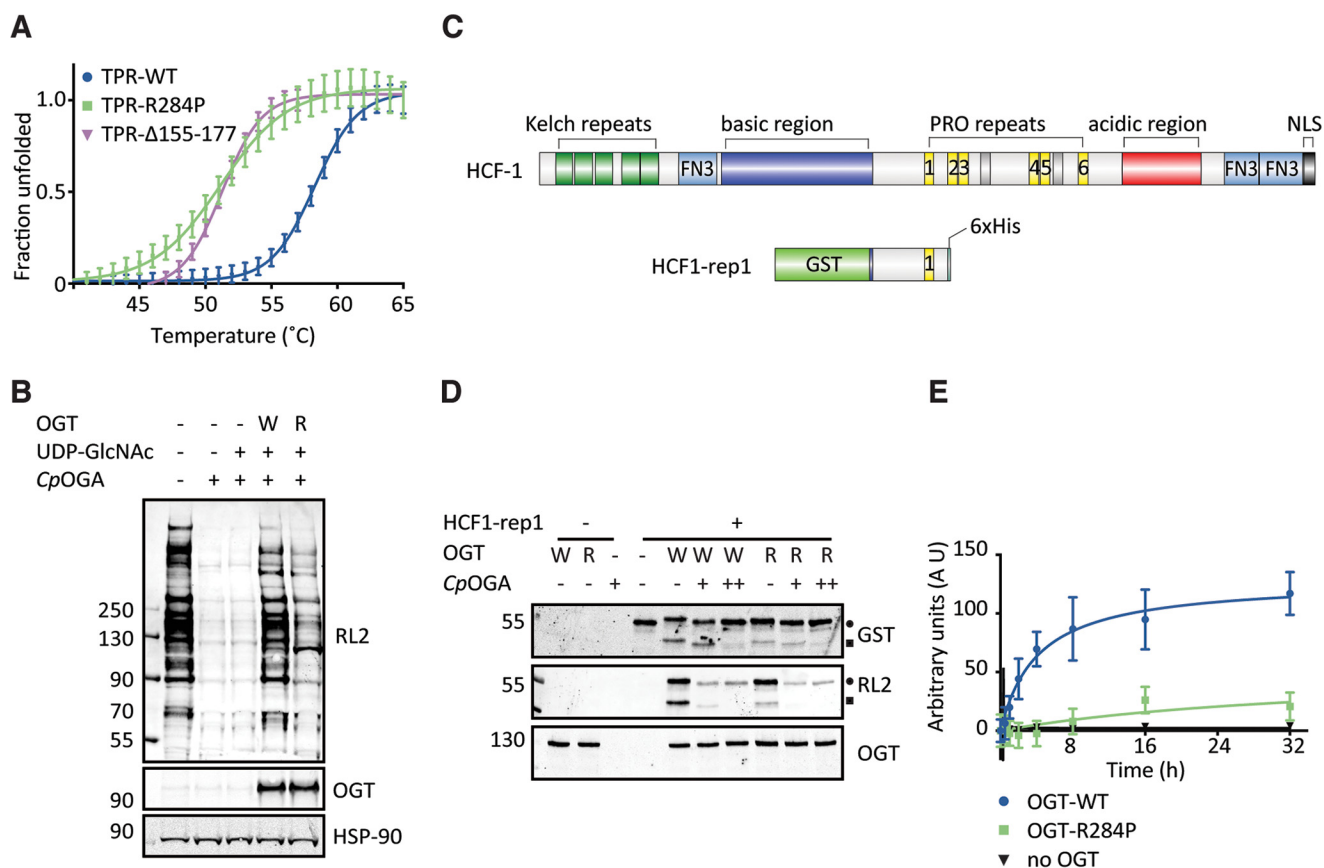 A
TPR-WT
TPR-R284P
TPR-Δ155-177
Fraction unfolded
1.0
0.5
0
45 50 55 60 65
Temperature (˚C)
C
Kelch repeats basic region PRO repeats acidic region NLS
HCF-1 FN3 1 2 3 4 5 6 FN3 FN3
6xHis
HCF1-rep1 GST 1
B
OGT - - - W R
UDP-GlcNAc - - + + +
CpOGA - + + + +
250
130
90
70
55
RL2
90
OGT
90
HSP-90
D
HCF1-rep1 - +
OGT W R - - W W W R R R
CpOGA - - + - - + ++ - + ++
55 GST
55 RL2
130 OGT
E
Arbitrary units (A U)
150
100
50
0
8 16 24 32
Time (h)
OGT-WT
OGT-R284P
no OGT